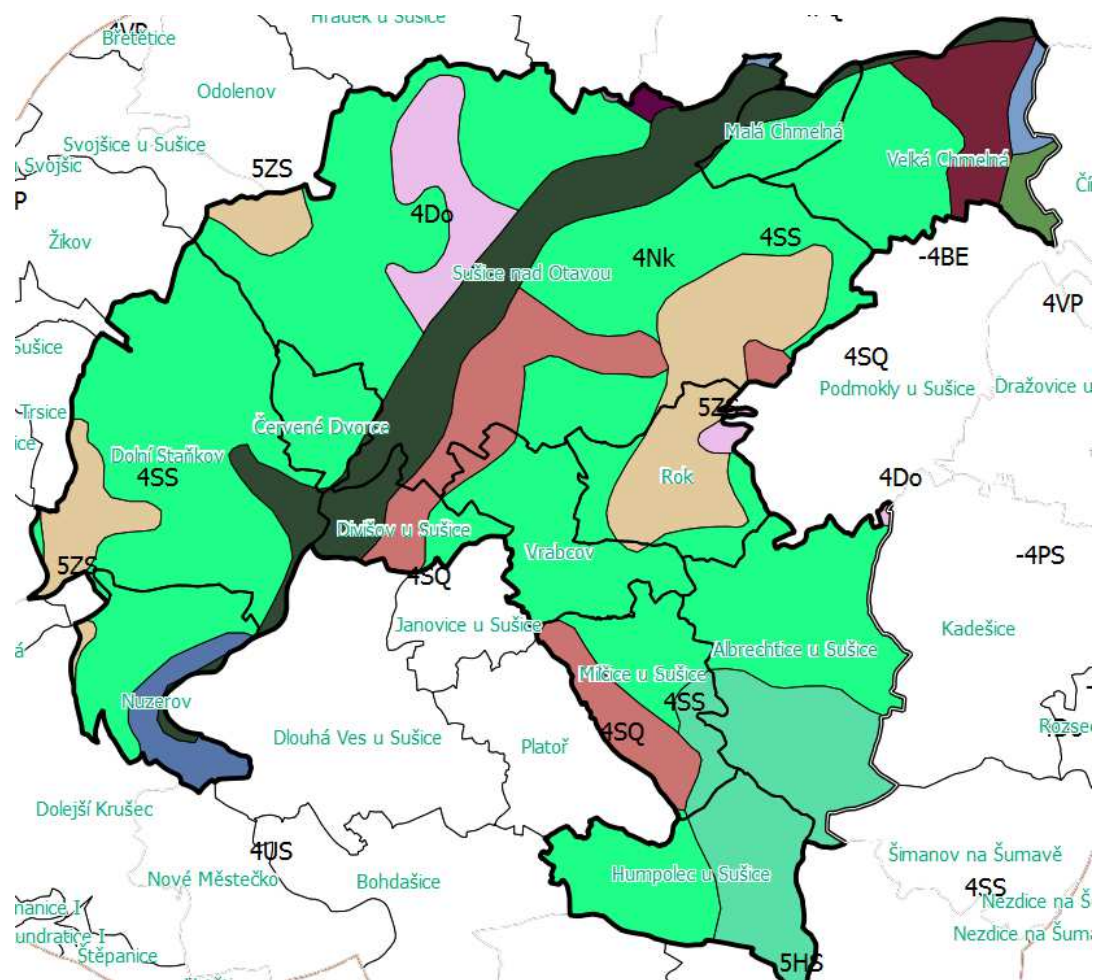 Hrádek u Sušice
4VP
Břetětice
Odolenov
Svojšice u Sušice
Svojšic
5ZS
Malá Chmelná
Velká Chmelná
Žikov
4Do
4SS
Sušice nad Otavou
4Nk
-4BE
4VP
Sušice
4SQ
Podmokly u Sušice
Dražovice u
Trsice
5ZS
Červené Dvorce
Dolní Staňkov
4SS
Rok
4Do
Divišov u Sušice
Vrabcov
-4PS
5ZS
4SQ
Janovice u Sušice
Kadešice
Albrechtice u Sušice
Milčice u Sušice
Nuzerov
4SS
4SQ
Dlouhá Ves u Sušice
Platoř
Dolejší Krušec
4US
Šimanov na Šumavě
Nové Městečko
Bohdašice
Humpolec u Sušice
4SS
Nezdice na Š
nanice I
undratice I
Štěpanice
Nezdice na Šuma
5HS